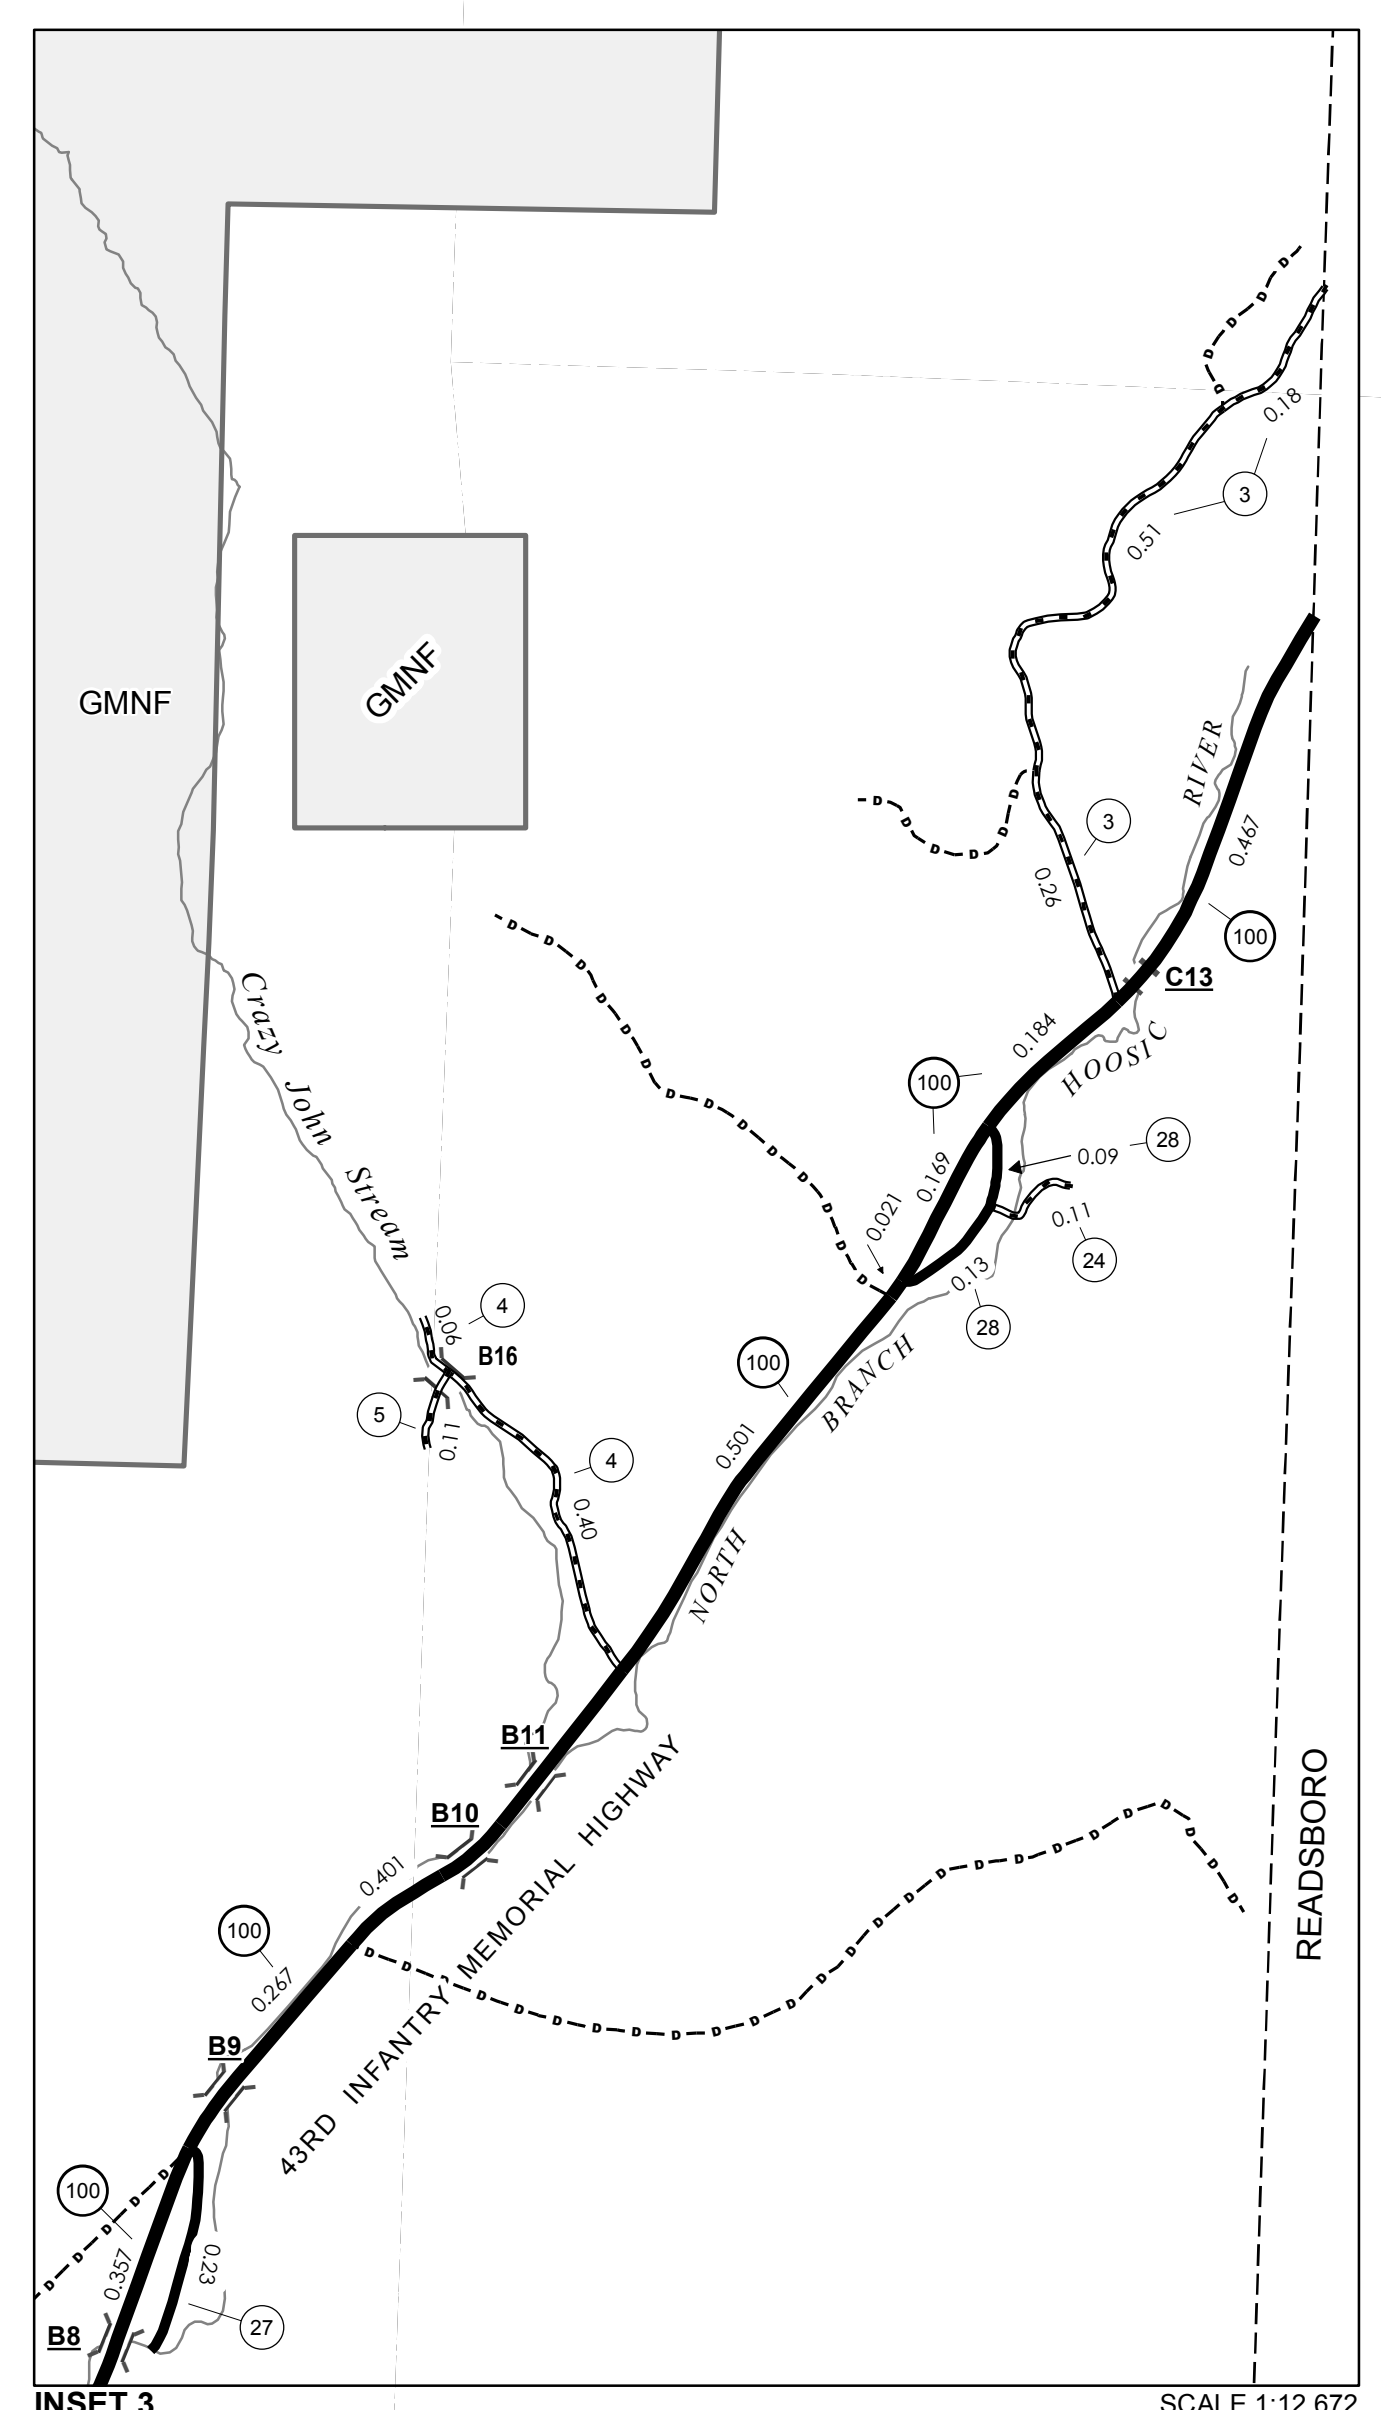 0.18
3
0.51
GMNF
GMNF
RIVER
3
0.467
0.26
100
C13
Crazy John Stream
0.184
HOOSIC
100
28
0.09
0.169
0.11
0.021
24
0.13
28
4
0.06
B16
100
BRANCH
5
0.11
0.501
4
0.40
NORTH
B11
B10
43RD INFANTRY MEMORIAL HIGHWAY
READSBORO
0.401
100
0.267
B9
100
0.357
0.23
27
B8
INSET 3
SCALE 1:12,672
D D D D D
D D D D D
D D D D D D D D D D D D D D D
D D D D D D D D D D D D D D D D D D D D D D D
D D D D D